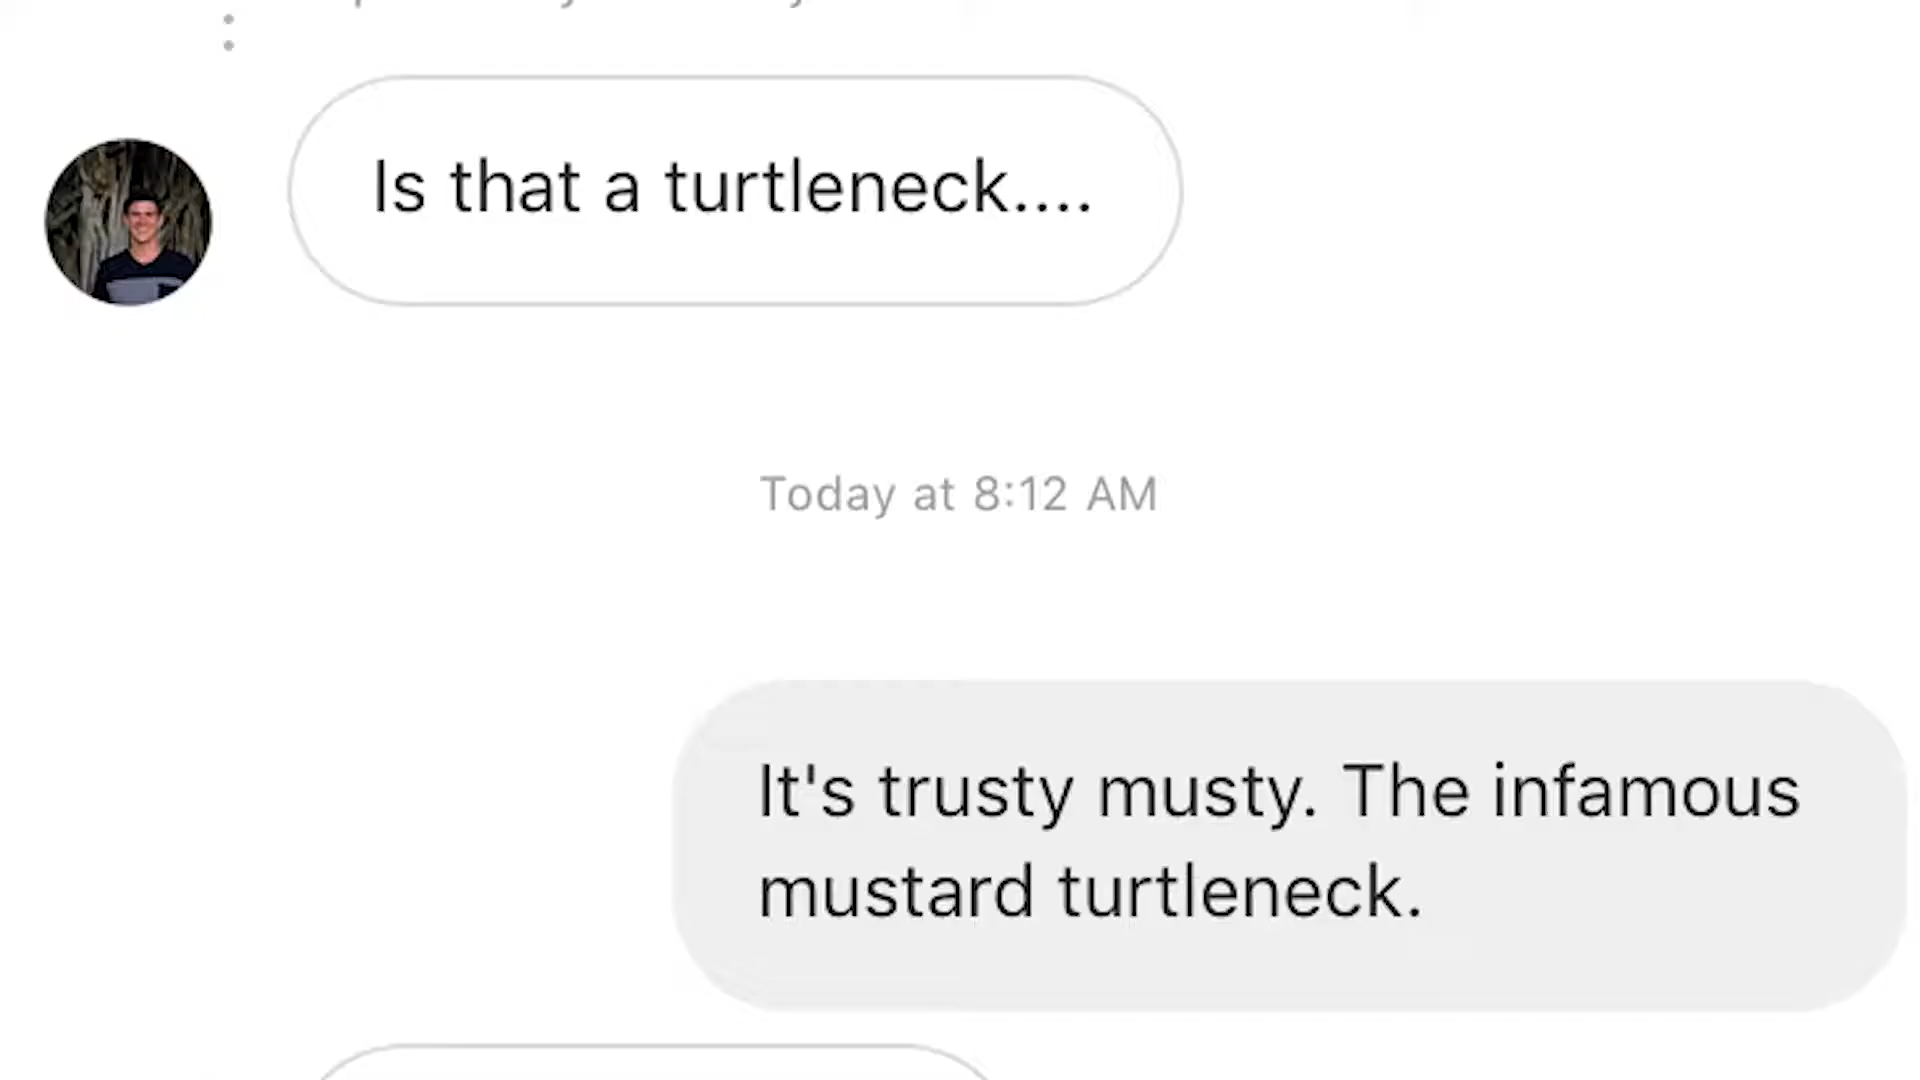 Is that a turtleneck....
Today at 8:12 AM
It's trusty musty. The infamous
mustard turtleneck.